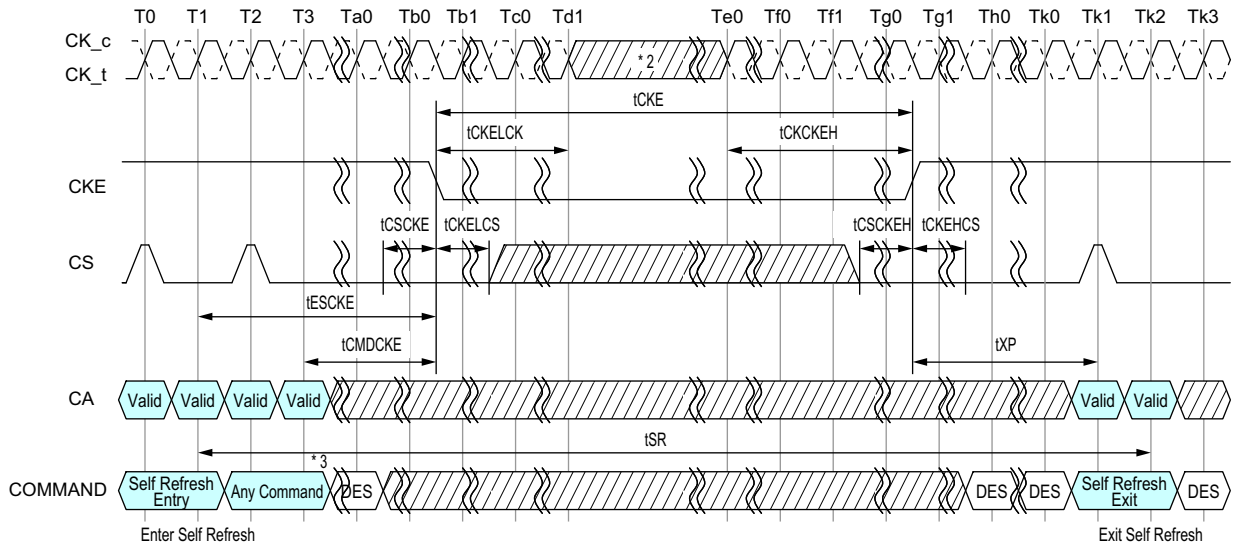 T0 T1 T2 T3 Ta0 Tb0 Tb1 Tc0 Td1 Te0 Tf0 Tf1 Tg0 Tg1 Th0 Tk0 Tk1 Tk2 Tk3
CK_c
CK_t
* 2
tCKE
tCKELCK tCKCKEH
CKE
tCSCKE tCKELCS tCSCKEH tCKEHCS
CS
tESCKE
tCMDCKE tXP
CA Valid Valid Valid Valid Valid Valid
tSR
* 3
COMMAND Self Refresh Entry Any Command DES DES DES Self Refresh Exit DES
Enter Self Refresh Exit Self Refresh